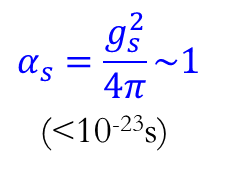 αₛ = gₛ²/4π ~1
(<10⁻²³s)